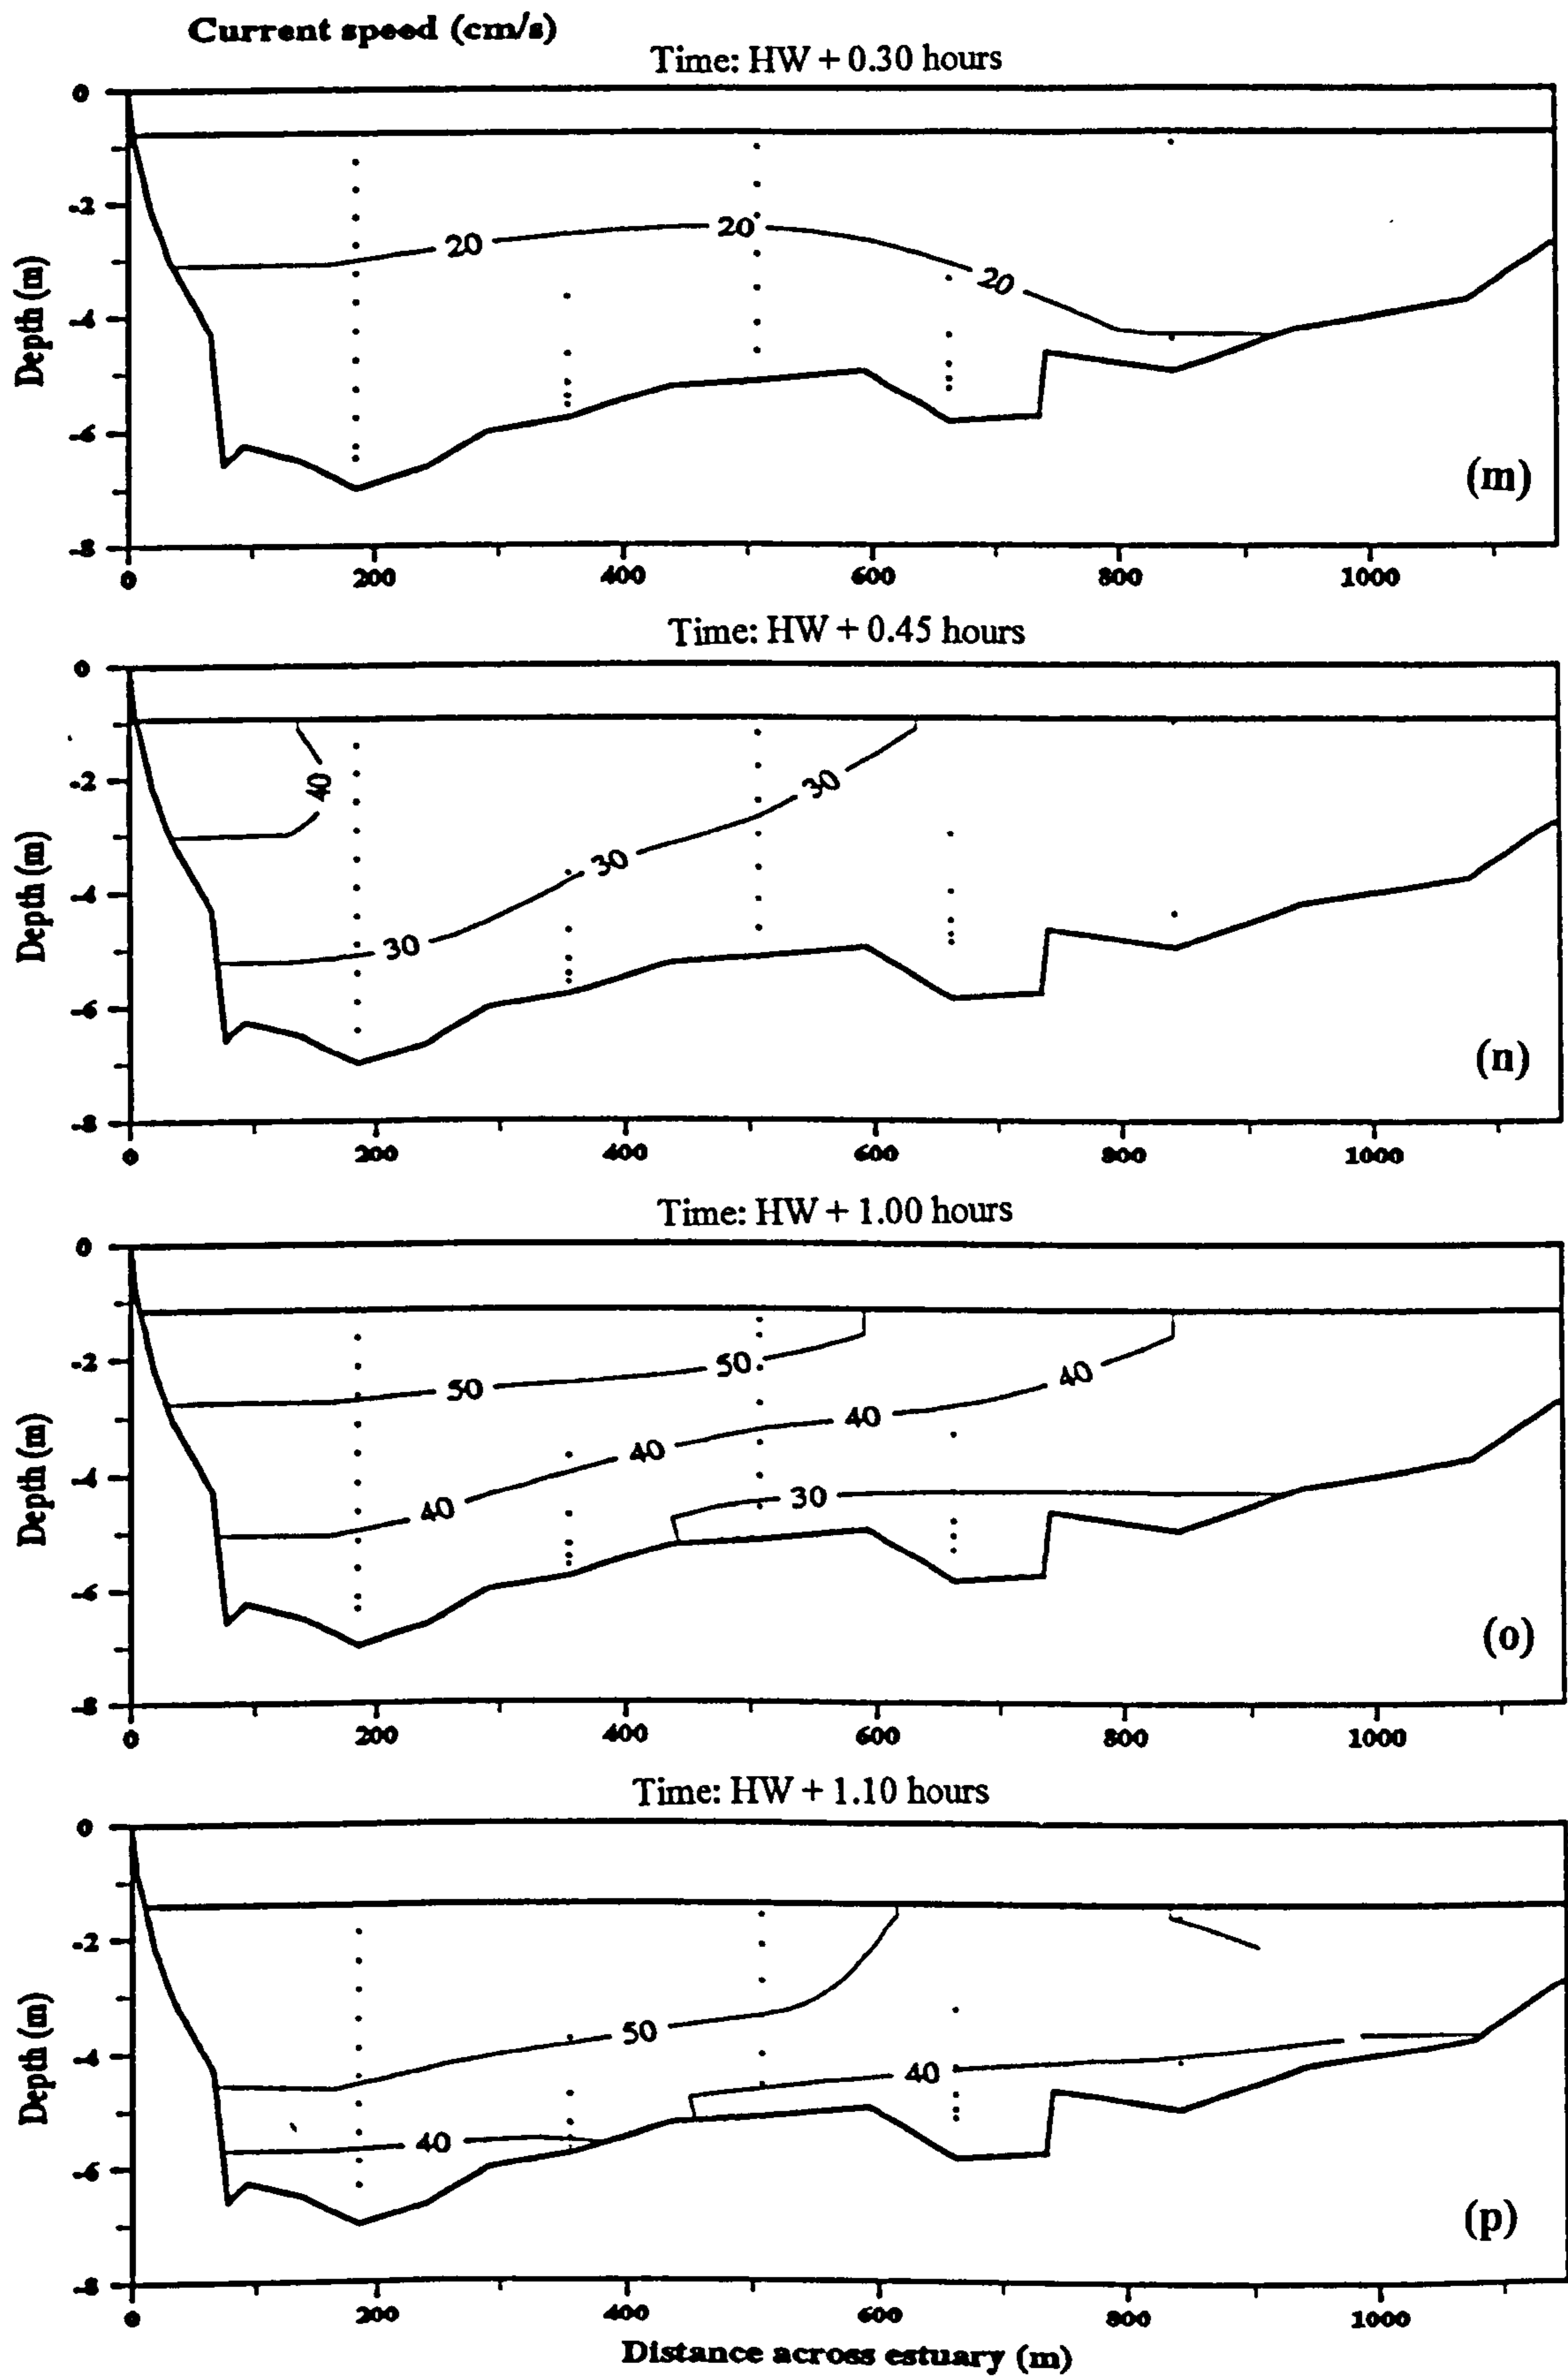 Current speed (cm/s)
Time: HW + 0.30 hours
0
-2
-4
-6
-8
Depth (m)
20
20
20
(m)
0 200 400 600 800 1000
Time: HW + 0.45 hours
0
-2
-4
-6
-8
Depth (m)
40
30
30
30
(n)
0 200 400 600 800 1000
Time: HW + 1.00 hours
0
-2
-4
-6
-8
Depth (m)
50
50
40
40
40
40
30
(o)
0 200 400 600 800 1000
Time: HW + 1.10 hours
0
-2
-4
-6
-8
Depth (m)
50
40
40
(p)
0 200 400 600 800 1000
Distance across estuary (m)